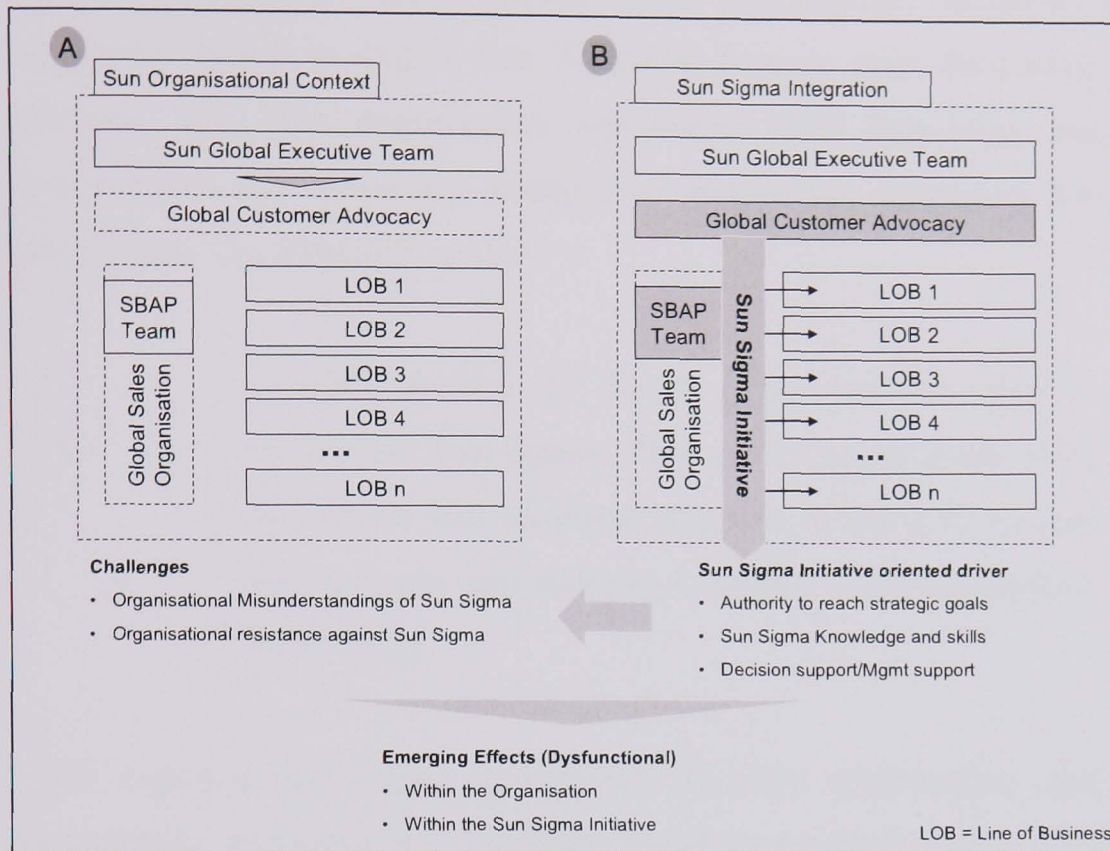 A
Sun Organisational Context
Sun Global Executive Team
Global Customer Advocacy
SBAP
Team
Global Sales
Organisation
LOB 1
LOB 2
LOB 3
LOB 4
...
LOB n
Challenges
• Organisational Misunderstandings of Sun Sigma
• Organisational resistance against Sun Sigma
B
Sun Sigma Integration
Sun Global Executive Team
Global Customer Advocacy
SBAP
Team
Global Sales
Organisation
Sun Sigma Initiative
LOB 1
LOB 2
LOB 3
LOB 4
...
LOB n
Sun Sigma Initiative oriented driver
• Authority to reach strategic goals
• Sun Sigma Knowledge and skills
• Decision support/Mgmt support
Emerging Effects (Dysfunctional)
• Within the Organisation
• Within the Sun Sigma Initiative
LOB = Line of Business